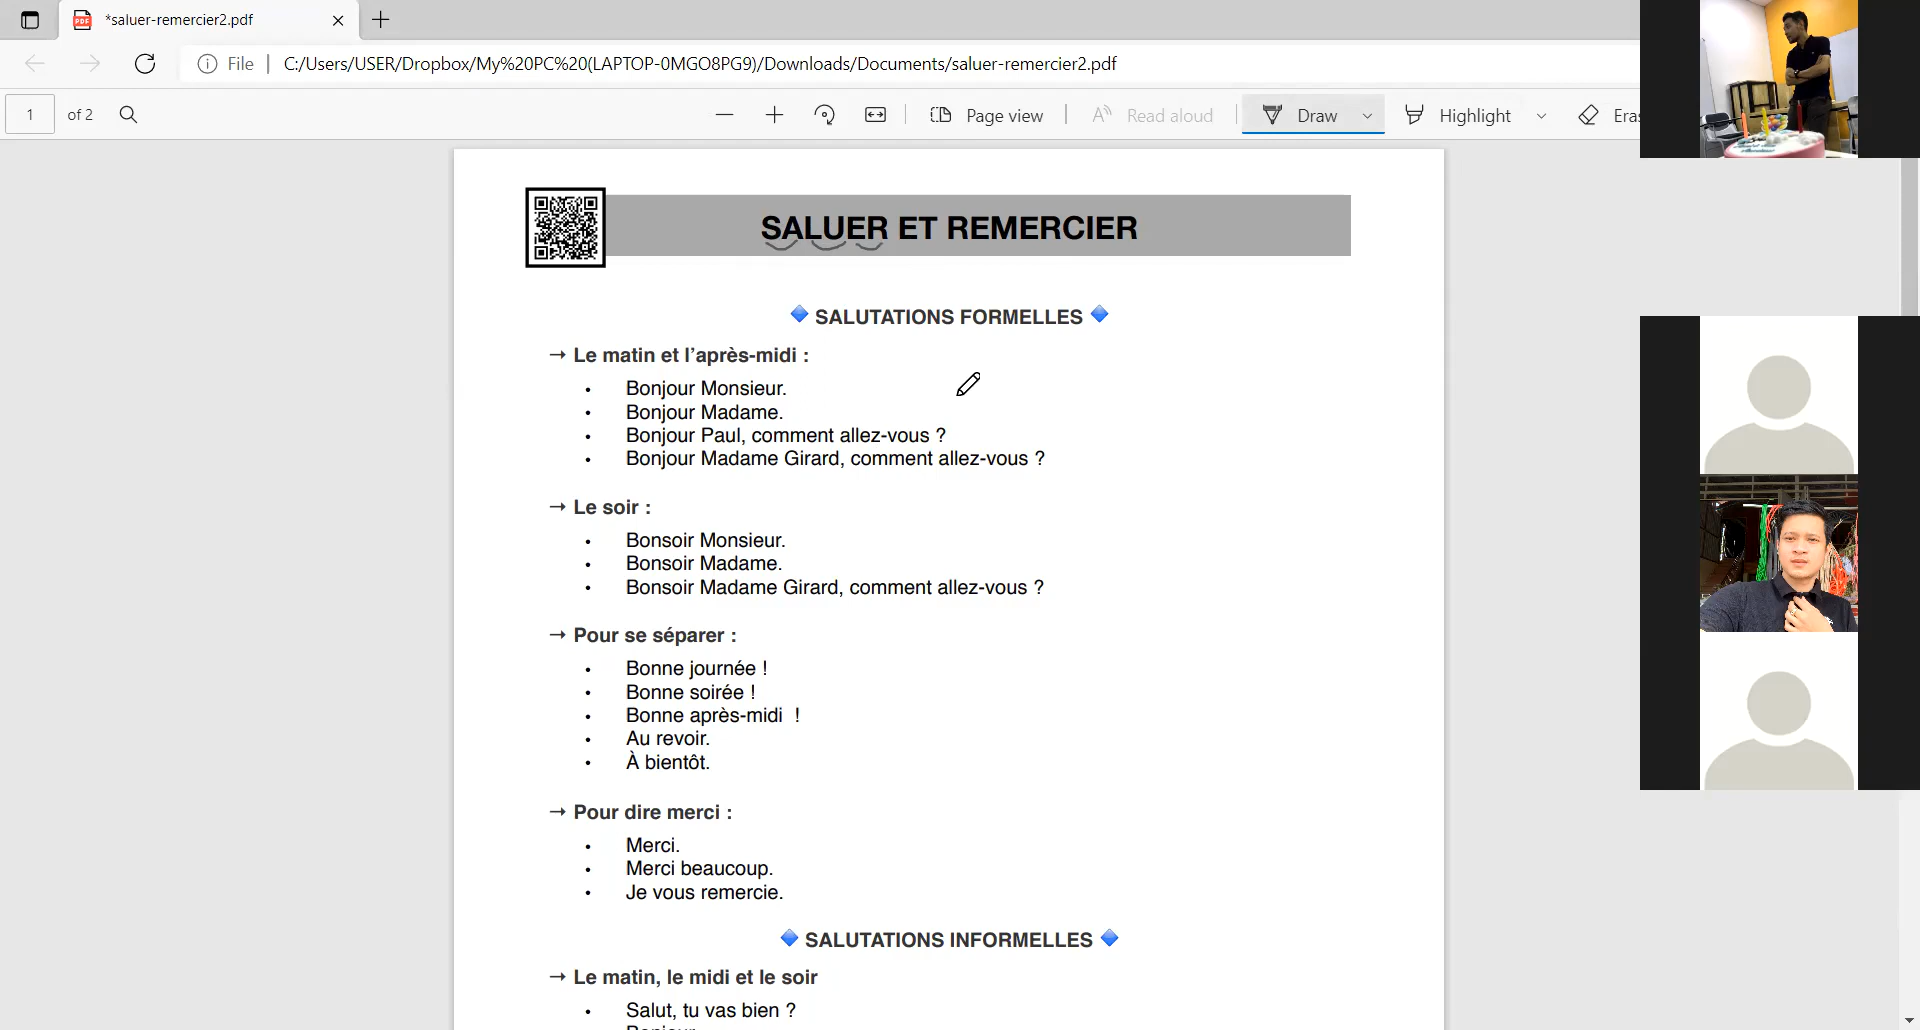 *saluer-remercier2.pdf
File | C:/Users/USER/Dropbox/My%20PC%20(LAPTOP-0MGO8PG9)/Downloads/Documents/saluer-remercier2.pdf
1 of 2 Page view Read aloud Draw Highlight Eras
SALUER ET REMERCIER
SALUTATIONS FORMELLES
→ Le matin et l’après-midi :
• Bonjour Monsieur.
• Bonjour Madame.
• Bonjour Paul, comment allez-vous ?
• Bonjour Madame Girard, comment allez-vous ?
→ Le soir :
• Bonsoir Monsieur.
• Bonsoir Madame.
• Bonsoir Madame Girard, comment allez-vous ?
→ Pour se séparer :
• Bonne journée !
• Bonne soirée !
• Bonne après-midi !
• Au revoir.
• À bientôt.
→ Pour dire merci :
• Merci.
• Merci beaucoup.
• Je vous remercie.
SALUTATIONS INFORMELLES
→ Le matin, le midi et le soir
• Salut, tu vas bien ?